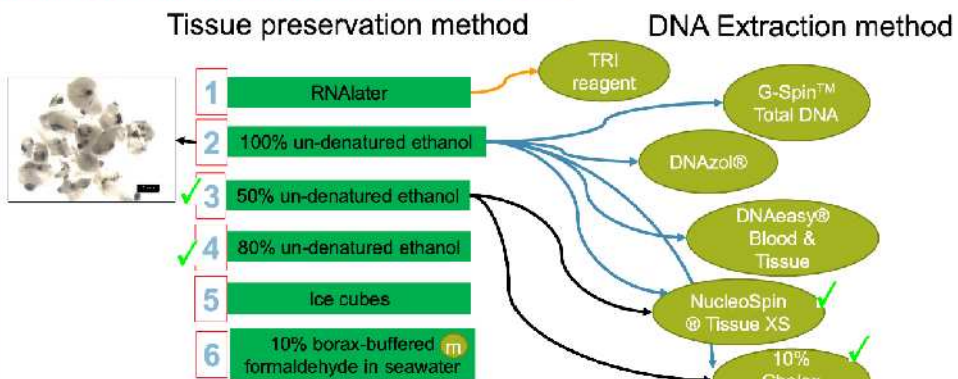 Tissue preservation method
DNA Extraction method
1
RNAlater
TRI
reagent
2
100% un-denatured ethanol
G-Spin™
Total DNA
DNAzol®
3
50% un-denatured ethanol
DNAeasy®
Blood &
Tissue
4
80% un-denatured ethanol
5
Ice cubes
NucleoSpin
® Tissue XS
6
10% borax-buffered
formaldehyde in seawater
m
10%